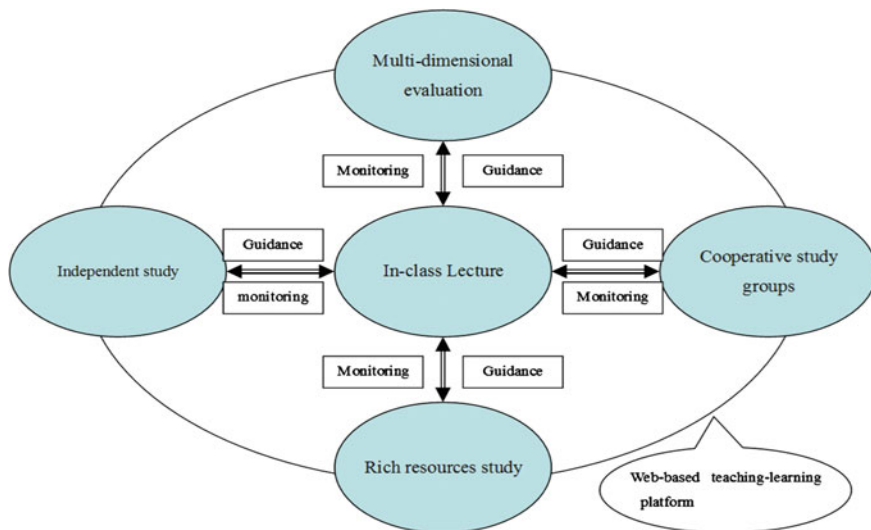 Multi-dimensional
evaluation
Monitoring
Guidance
Guidance
Independent study
monitoring
In-class Lecture
Guidance
Monitoring
Cooperative study
groups
Monitoring
Guidance
Rich resources study
Web-based teaching-learning
platform